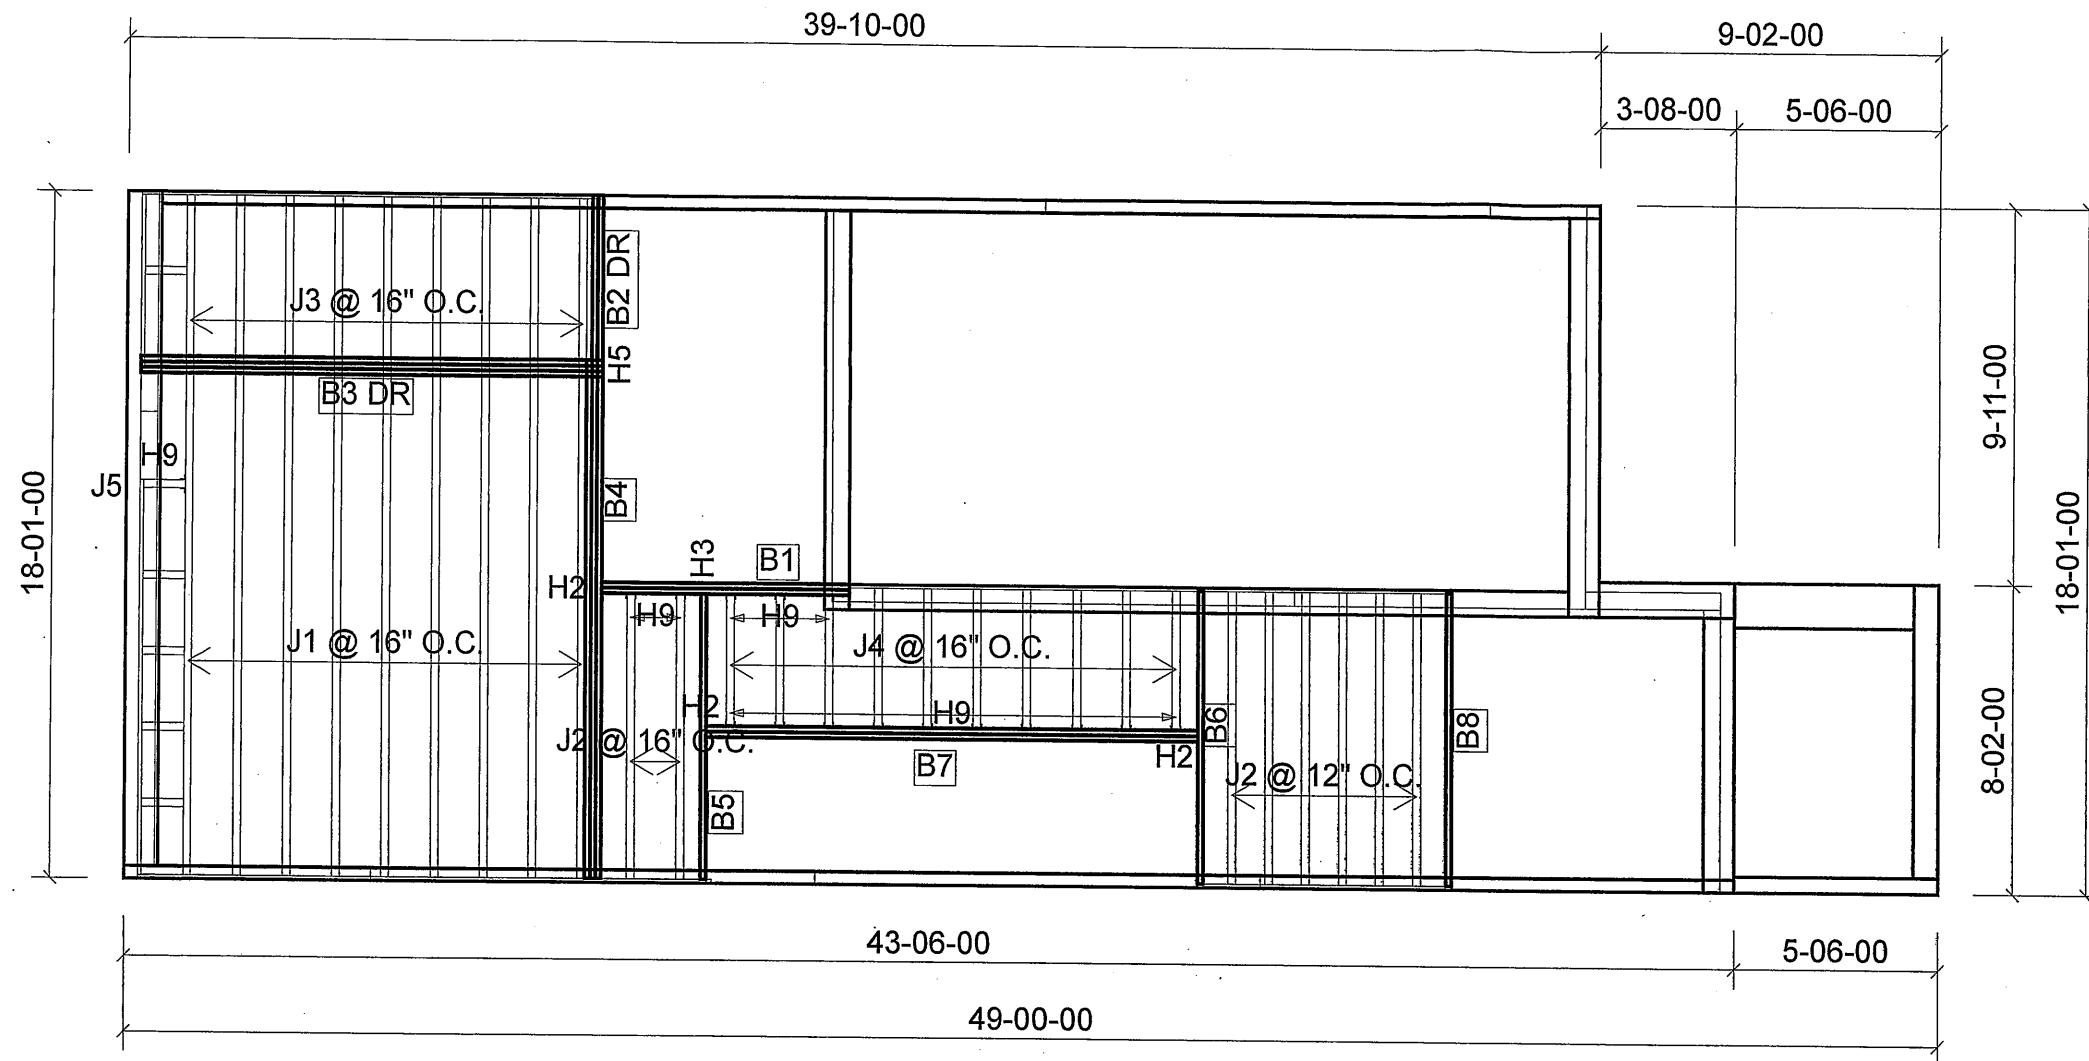 39-10-00
9-02-00
3-08-00
5-06-00
J3 @ 16" O.C.
B2 DR
H5
B3 DR
H9
J5
18-01-00
B4
9-11-00
18-01-00
H3
B1
H2
H9
H9
J1 @ 16" O.C.
J4 @ 16" O.C.
H2
H9
J2 @ 16" O.C.
B6
B8
H2
B7
J2 @ 12" O.C.
8-02-00
B5
43-06-00
5-06-00
49-00-00